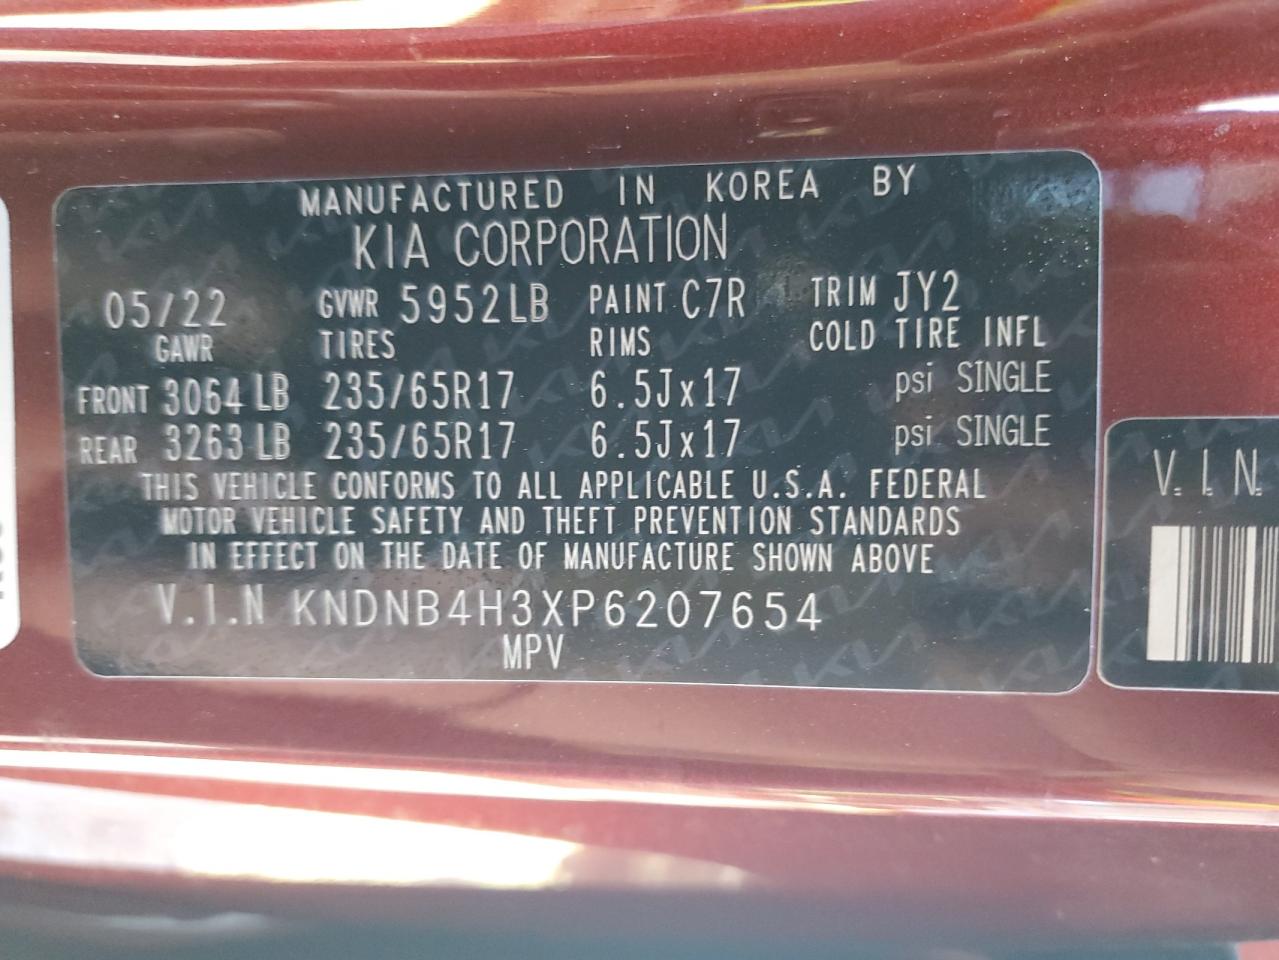 MANUFACTURED IN KOREA BY
KIA CORPORATION
05/22 GVWR 5952LB PAINT C7R TRIM JY2
GAWR TIRES RIMS COLD TIRE INFL
FRONT 3064 LB 235/65R17 6.5Jx17 psi SINGLE
REAR 3263 LB 235/65R17 6.5Jx17 psi SINGLE
THIS VEHICLE CONFORMS TO ALL APPLICABLE U.S.A. FEDERAL
MOTOR VEHICLE SAFETY AND THEFT PREVENTION STANDARDS
IN EFFECT ON THE DATE OF MANUFACTURE SHOWN ABOVE
V.I.N KNDNB4H3XP6207654
MPV
V.I.N.